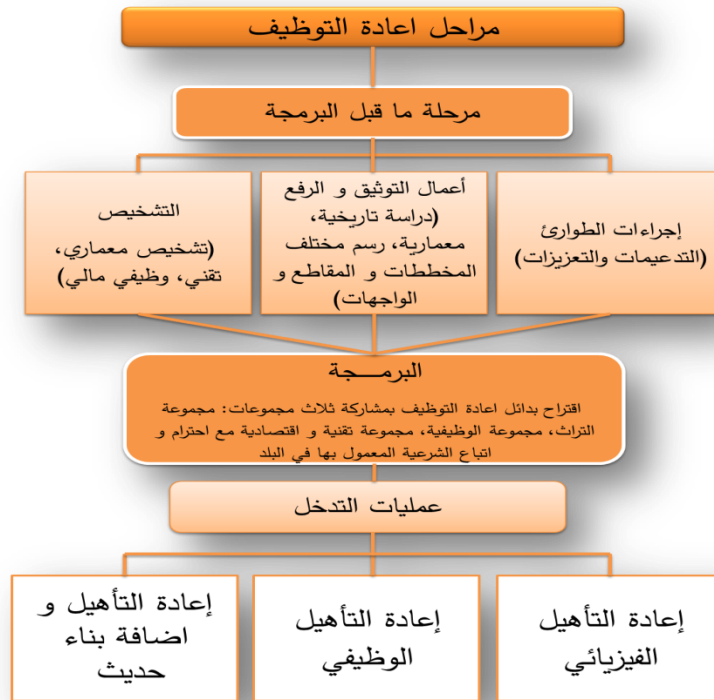 مراحل اعادة التوظيف
مرحلة ما قبل البرمجة
إجراءات الطوارئ
(التدعيمات والتعزيزات)
أعمال التوثيق و الرفع
(دراسة تاريخية،
معمارية، رسم مختلف
المخططات و المقاطع و
الواجهات)
التشخيص
(تشخيص معماري،
تقني، وظيفي مالي)
البرمـــجة
اقتراح بدائل اعادة التوظيف بمشاركة ثلاث مجموعات: مجموعة
التراث، مجموعة الوظيفية، مجموعة تقنية و اقتصادية مع احترام و
اتباع الشرعية المعمول بها في البلد
عمليات التدخل
إعادة التأهيل
الفيزيائي
إعادة التأهيل
الوظيفي
إعادة التأهيل و
اضافة بناء
حديث